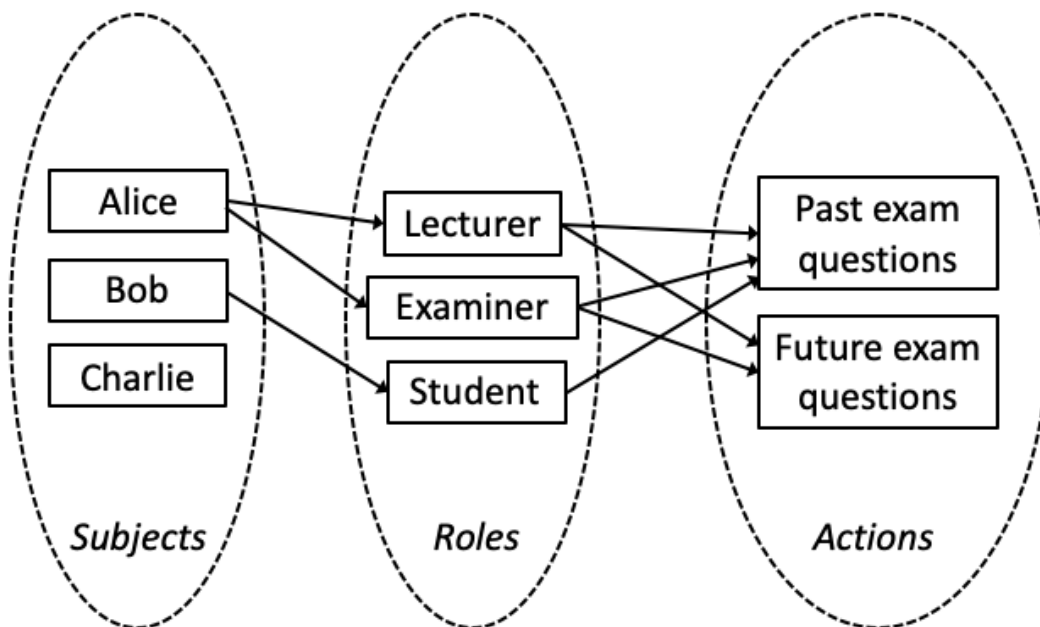 Alice
Bob
Charlie
Subjects
Lecturer
Examiner
Student
Roles
Past exam
questions
Future exam
questions
Actions